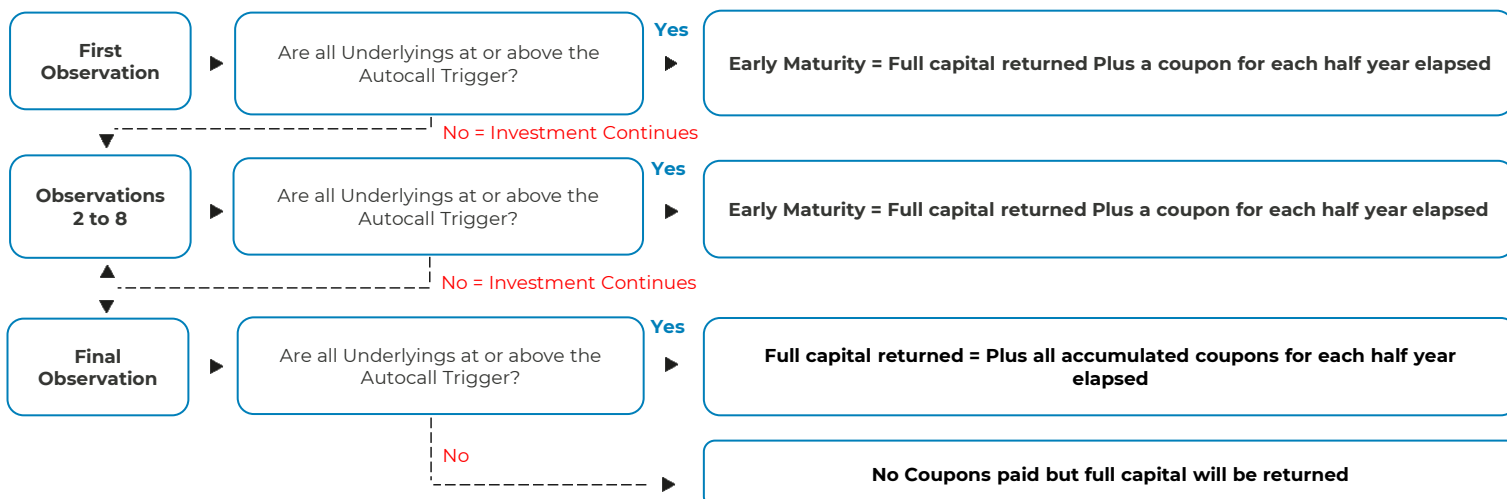 First
Observation
Are all Underlyings at or above the
Autocall Trigger?
Yes
Early Maturity = Full capital returned Plus a coupon for each half year elapsed
No = Investment Continues
Observations
2 to 8
Are all Underlyings at or above the
Autocall Trigger?
Yes
Early Maturity = Full capital returned Plus a coupon for each half year elapsed
No = Investment Continues
Final
Observation
Are all Underlyings at or above the
Autocall Trigger?
Yes
Full capital returned = Plus all accumulated coupons for each half year
elapsed
No
No Coupons paid but full capital will be returned